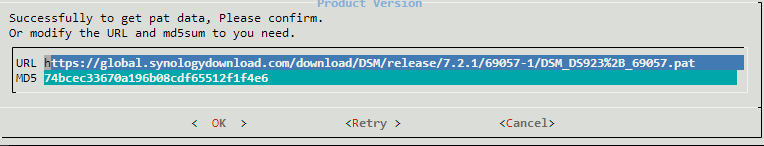 Product Version
Successfully to get pat data, Please confirm.
Or modify the URL and md5sum to you need.
URL https://global.synologydownload.com/download/DSM/release/7.2.1/69057-1/DSM_DS923%2B_69057.pat
MD5 74bcec33670a196b08cdf65512f1f4e6
< OK > <Retry > <Cancel>